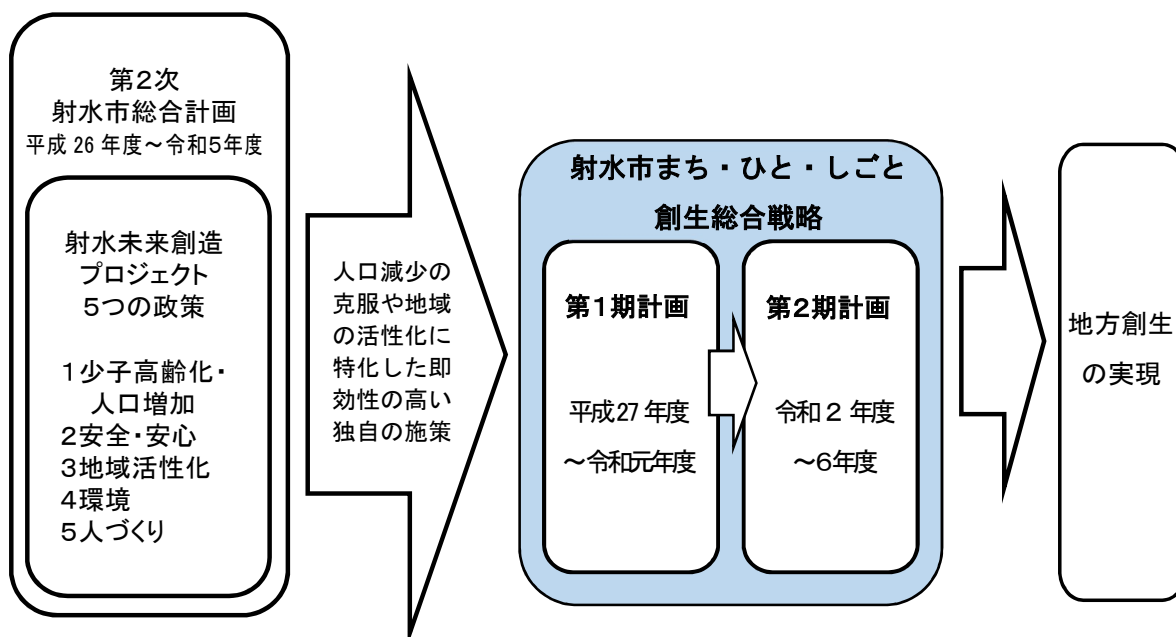 第2次
射水市総合計画
平成 26 年度～令和5年度
射水未来創造
プロジェクト
5つの政策
1少子高齢化・
人口増加
2安全・安心
3地域活性化
4環境
5人づくり
人口減少の
克服や地域
の活性化に
特化した即
効性の高い
独自の施策
射水市まち・ひと・しごと
創生総合戦略
第1期計画
平成27 年度
～令和元年度
第2期計画
令和 2 年度
～6年度
地方創生
の実現